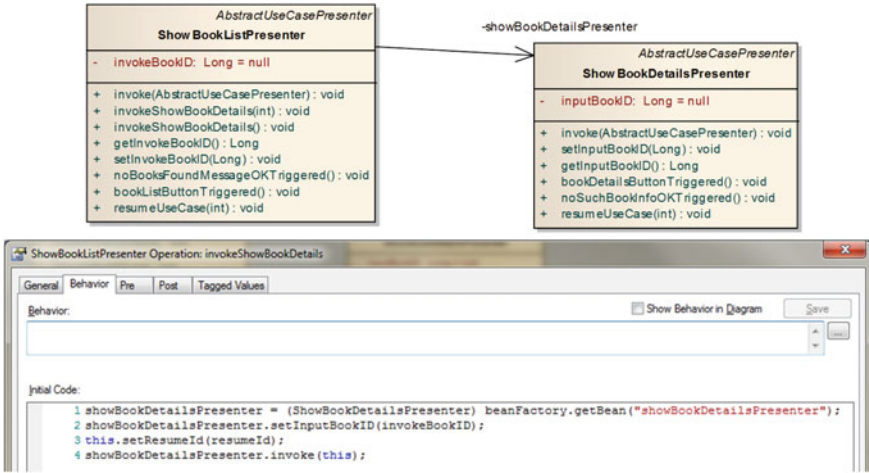 AbstractUseCasePresenter
Show BookListPresenter
- invokeBookID: Long = null
+ invoke(AbstractUseCasePresenter) : void
+ invokeShowBookDetails(int) : void
+ invokeShowBookDetails() : void
+ getInvokeBookID() : Long
+ setInvokeBookID(Long) : void
+ noBooksFoundMessageOKTriggered() : void
+ bookListButtonTriggered() : void
+ resumeUseCase(int) : void
-showBookDetailsPresenter
AbstractUseCasePresenter
Show BookDetailsPresenter
- inputBookID: Long = null
+ invoke(AbstractUseCasePresenter) : void
+ setInputBookID(Long) : void
+ getInputBookID() : Long
+ bookDetailsButtonTriggered() : void
+ noSuchBookInfoOKTriggered() : void
+ resumeUseCase(int) : void
ShowBookListPresenter Operation: invokeShowBookDetails
General Behavior Pre Post Tagged Values
Behavior: Show Behavior in Diagram Save
...
Initial Code:
1 showBookDetailsPresenter = (ShowBookDetailsPresenter) beanFactory.getBean("showBookDetailsPresenter");
2 showBookDetailsPresenter.setInputBookID(invokeBookID);
3 this.setResumeId(resumeId);
4 showBookDetailsPresenter.invoke(this);